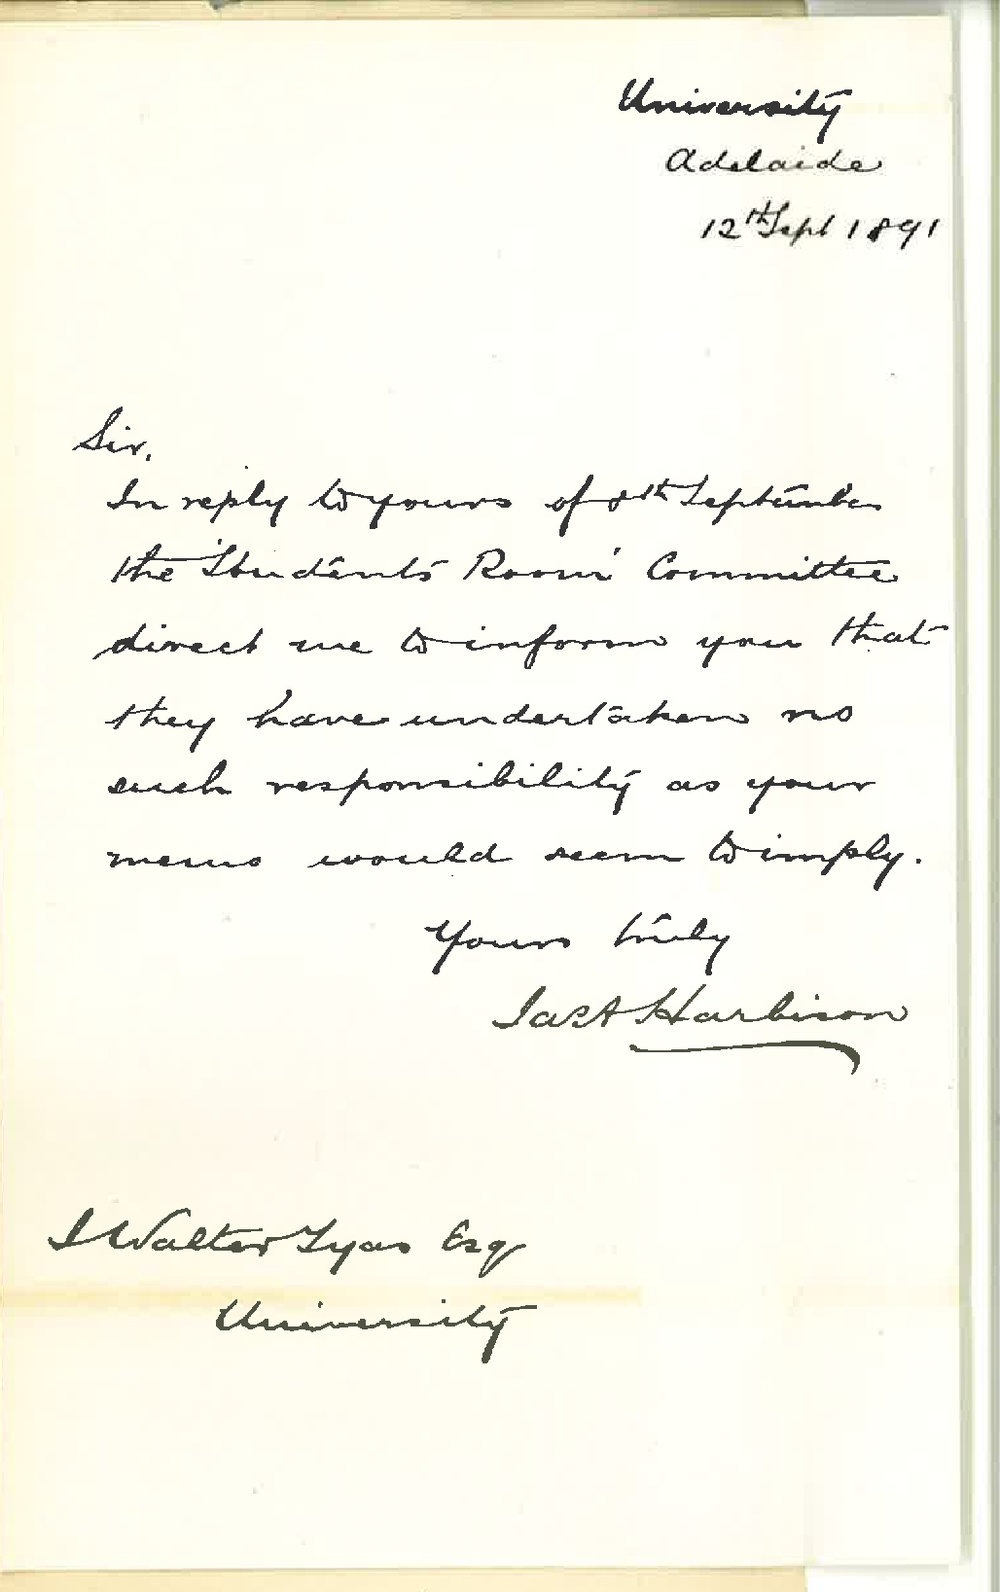 University
Adelaide
12th Sept 1891
Sir,
In reply to yours of 8th September
the Students' Room Committee
direct me to inform you that
they have undertaken no
such responsibility as your
memo would seem to imply.
Yours truly
Jas A Harbison
J Walter Tyas Esq
University